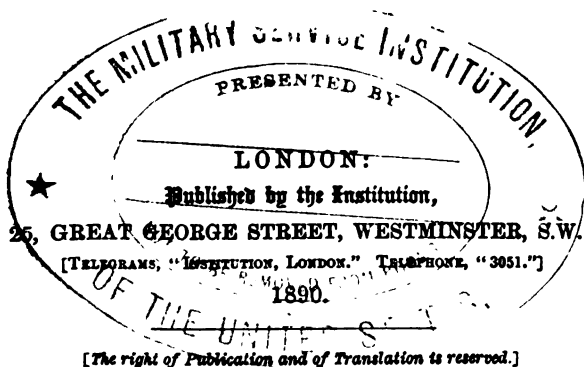 THE MILITARY SERVICE INSTITUTION,
PRESENTED BY
LONDON:
Published by the Institution,
25, GREAT GEORGE STREET, WESTMINSTER, S.W.
[TELEGRAMS, "INSTITUTION, LONDON." TELEPHONE, "3051."]
1890.
OF THE UNITED
[The right of Publication and of Translation is reserved.]